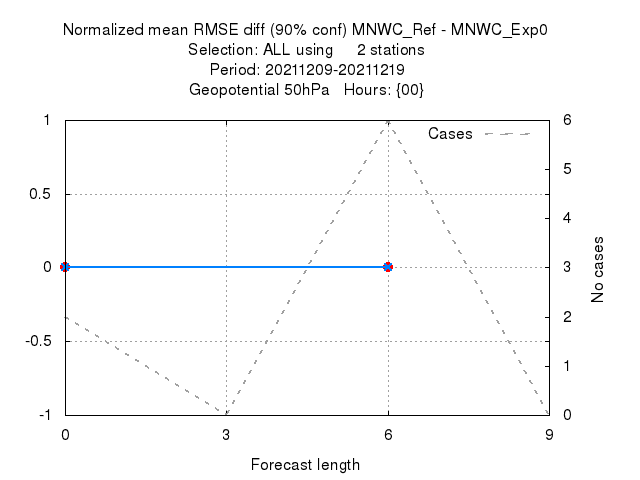 Normalized mean RMSE diff (90% conf) MNWC_Ref - MNWC_Exp0
Selection: ALL using     2 stations
Period: 20211209-20211219
Geopotential 50hPa   Hours: {00}
Cases
1
0.5
0
-0.5
-1
6
5
4
3
2
1
0
No cases
0 3 6 9
Forecast length